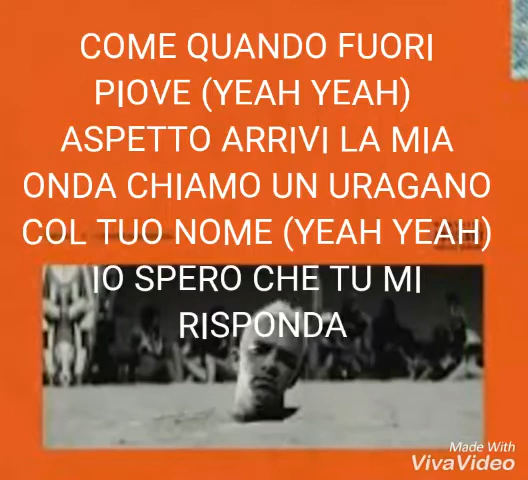 COME QUANDO FUORI
PIOVE (YEAH YEAH)
ASPETTO ARRIVI LA MIA
ONDA CHIAMO UN URAGANO
COL TUO NOME (YEAH YEAH)
IO SPERO CHE TU MI
RISPONDA
Made With
VivaVideo